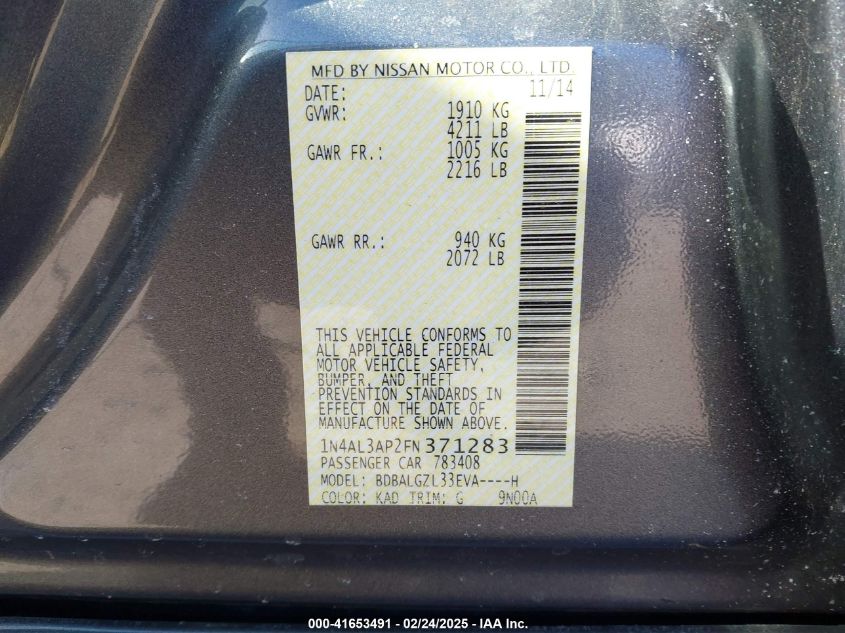 MFD BY NISSAN MOTOR CO., LTD.
DATE: 11/14
GVWR: 1910 KG
4211 LB
GAWR FR.: 1005 KG
2216 LB
GAWR RR.: 940 KG
2072 LB
THIS VEHICLE CONFORMS TO
ALL APPLICABLE FEDERAL
MOTOR VEHICLE SAFETY,
BUMPER, AND THEFT
PREVENTION STANDARDS IN
EFFECT ON THE DATE OF
MANUFACTURE SHOWN ABOVE.
1N4AL3AP2FN371283
PASSENGER CAR 783408
MODEL: BDBALGZL33EVA----H
COLOR: KAD TRIM: G 9N00A
000-41653491 - 02/24/2025 - IAA Inc.